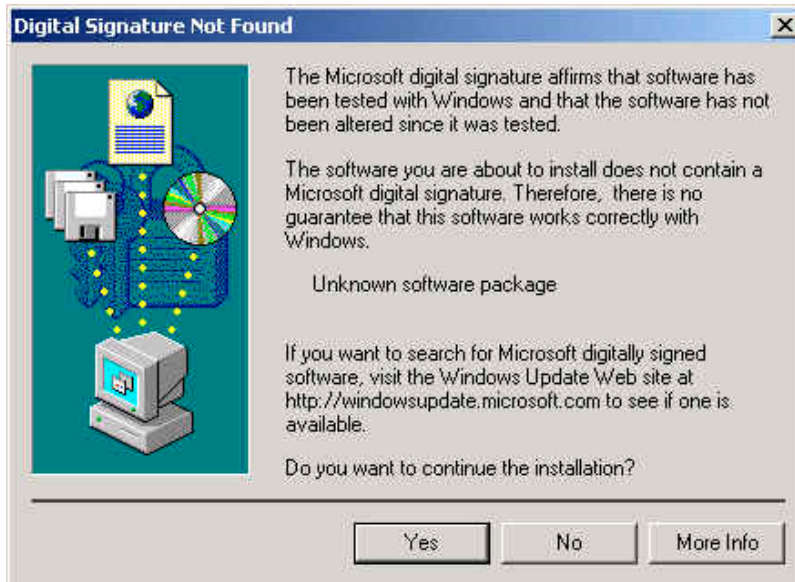 Digital Signature Not Found
The Microsoft digital signature affirms that software has
been tested with Windows and that the software has not
been altered since it was tested.
The software you are about to install does not contain a
Microsoft digital signature. Therefore,  there is no
guarantee that this software works correctly with
Windows.
Unknown software package
If you want to search for Microsoft digitally signed
software, visit the Windows Update Web site at
http://windowsupdate.microsoft.com to see if one is
available.
Do you want to continue the installation?
Yes No More Info